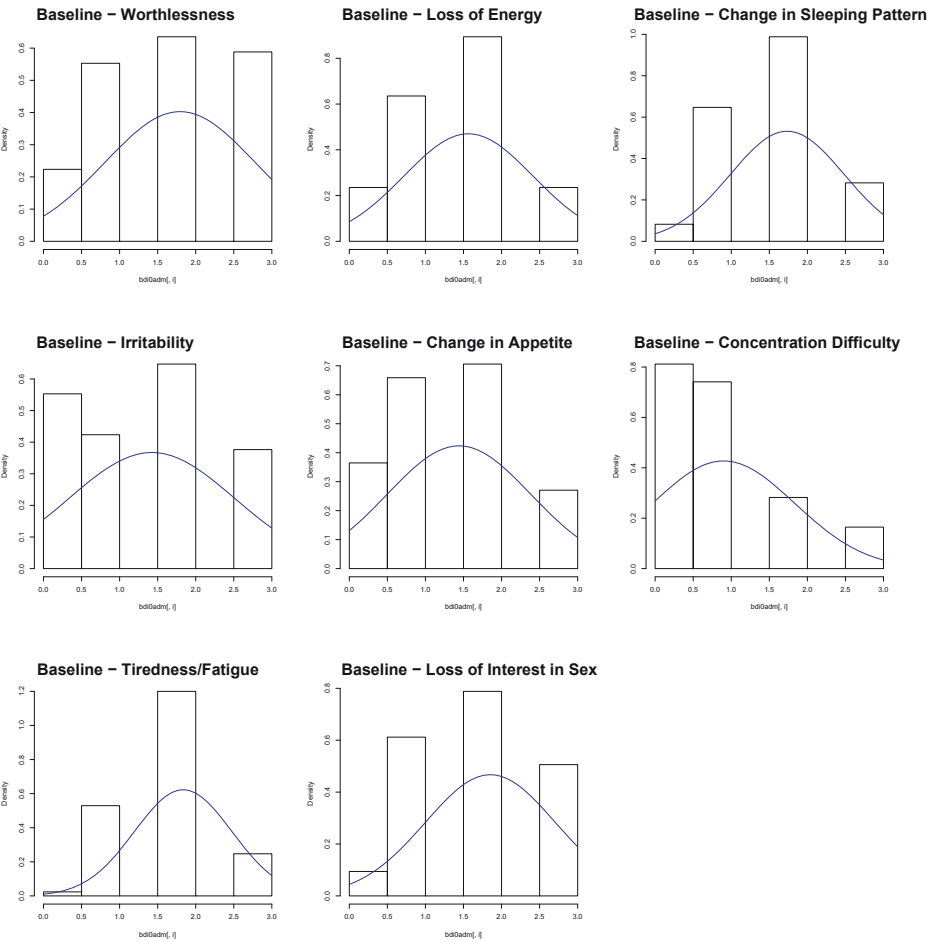 Baseline − Worthlessness
Density
0.0 0.1 0.2 0.3 0.4 0.5 0.6
0.0 0.5 1.0 1.5 2.0 2.5 3.0
bdi0adm[, i]
Baseline − Loss of Energy
Density
0.0 0.2 0.4 0.6 0.8
0.0 0.5 1.0 1.5 2.0 2.5 3.0
bdi0adm[, i]
Baseline − Change in Sleeping Pattern
Density
0.0 0.2 0.4 0.6 0.8 1.0
0.0 0.5 1.0 1.5 2.0 2.5 3.0
bdi0adm[, i]
Baseline − Irritability
Density
0.0 0.1 0.2 0.3 0.4 0.5 0.6
0.0 0.5 1.0 1.5 2.0 2.5 3.0
bdi0adm[, i]
Baseline − Change in Appetite
Density
0.0 0.1 0.2 0.3 0.4 0.5 0.6 0.7
0.0 0.5 1.0 1.5 2.0 2.5 3.0
bdi0adm[, i]
Baseline − Concentration Difficulty
Density
0.0 0.2 0.4 0.6 0.8
0.0 0.5 1.0 1.5 2.0 2.5 3.0
bdi0adm[, i]
Baseline − Tiredness/Fatigue
Density
0.0 0.2 0.4 0.6 0.8 1.0 1.2
0.0 0.5 1.0 1.5 2.0 2.5 3.0
bdi0adm[, i]
Baseline − Loss of Interest in Sex
Density
0.0 0.2 0.4 0.6 0.8
0.0 0.5 1.0 1.5 2.0 2.5 3.0
bdi0adm[, i]